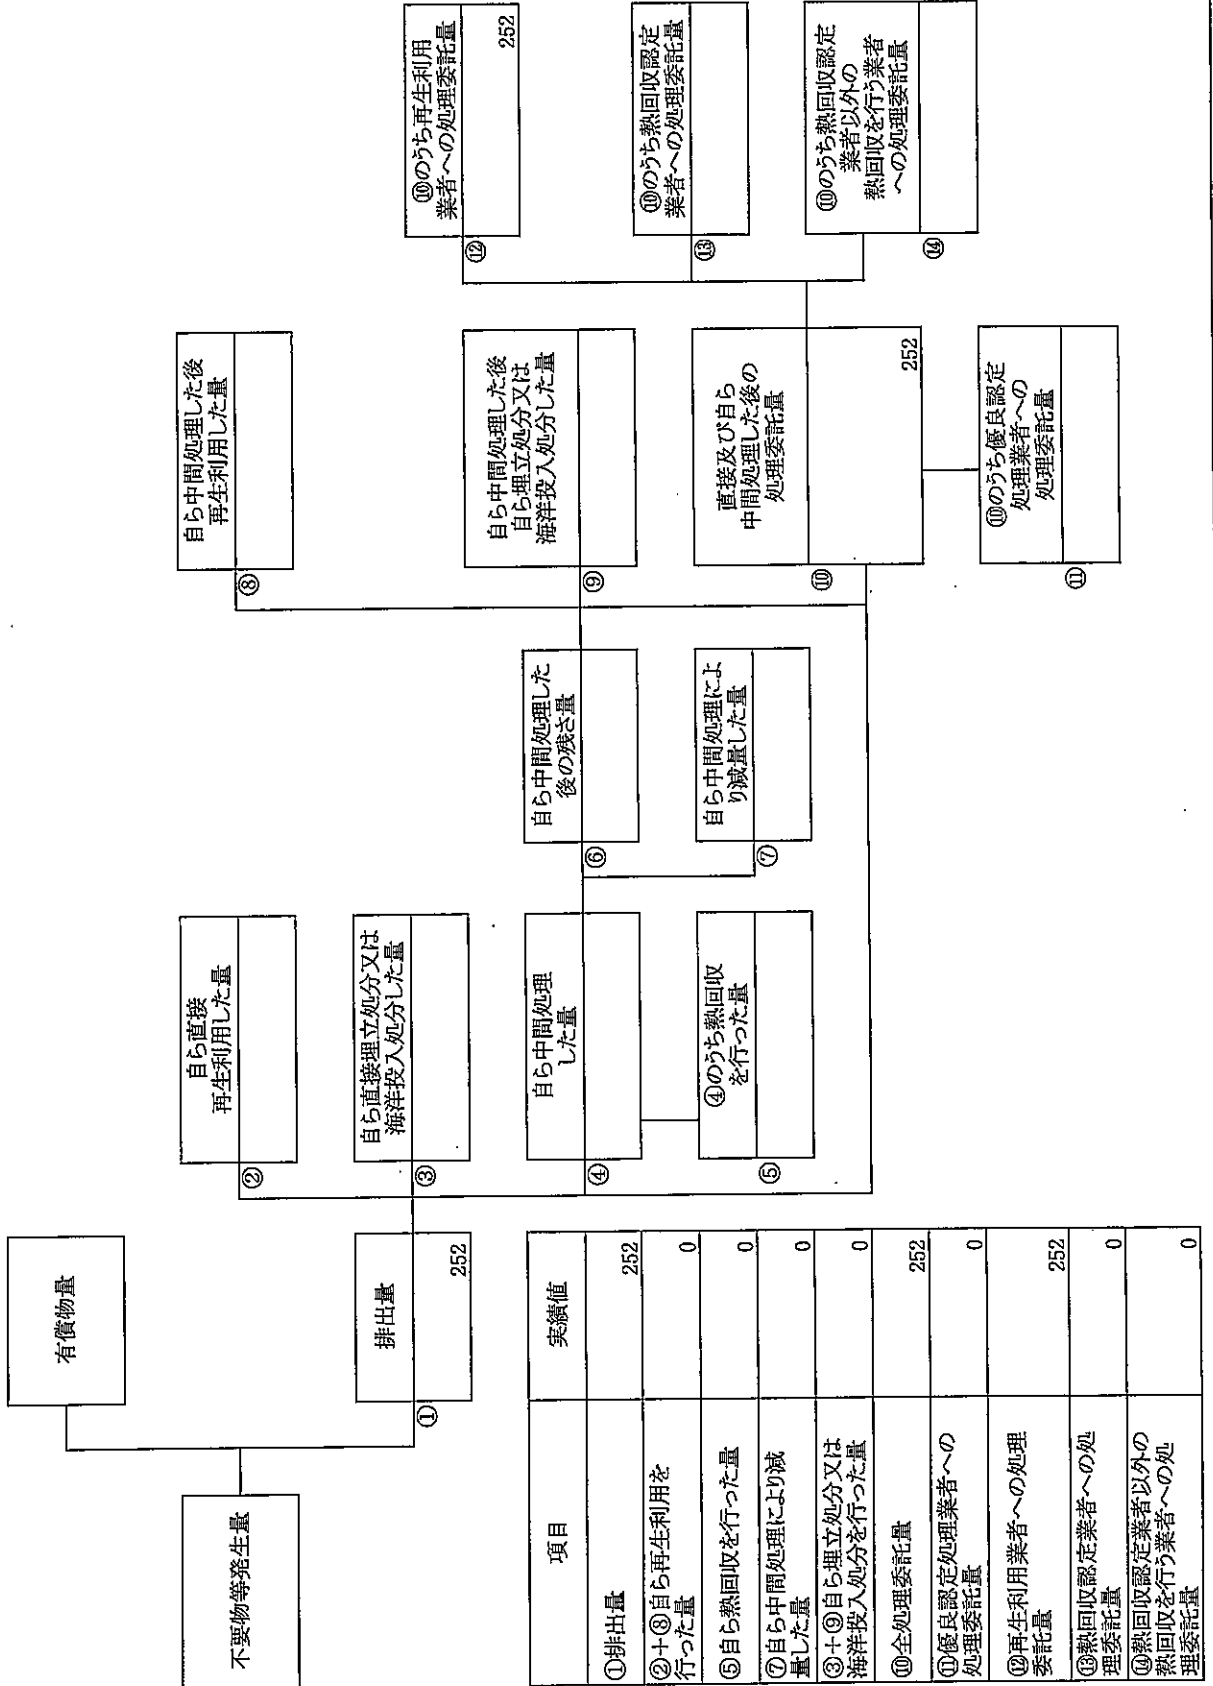 不要物等発生量
有償物量
排出量
①
252
自ら直接
再生利用した量
②
自ら直接埋立処分又は
海洋投入処分した量
③
自ら中間処理
した量
④
④のうち熱回収
を行った量
⑤
自ら中間処理した
後の残さ量
⑥
自ら中間処理によ
り減量した量
⑦
自ら中間処理した後
再生利用した量
⑧
自ら中間処理した後
自ら埋立処分又は
海洋投入処分した量
⑨
直接及び自ら
中間処理した後の
処理委託量
⑩
252
⑩のうち優良認定
処理業者への
処理委託量
⑪
⑩のうち再生利用
業者への処理委託量
⑫
252
⑩のうち熱回収認定
業者への処理委託量
⑬
⑩のうち熱回収認定
業者以外の
熱回収を行う業者
への処理委託量
⑭
項目 実績値
①排出量 252
②+⑧自ら再生利用を
行った量 0
⑤自ら熱回収を行った量 0
⑦自ら中間処理により減
量した量 0
③+⑨自ら埋立処分又は
海洋投入処分を行った量 0
⑩全処理委託量 252
⑪優良認定処理業者への
処理委託量 0
⑫再生利用業者への処理
委託量 252
⑬熱回収認定業者への処
理委託量 0
⑭熱回収認定業者以外の
熱回収を行う業者への処
理委託量 0